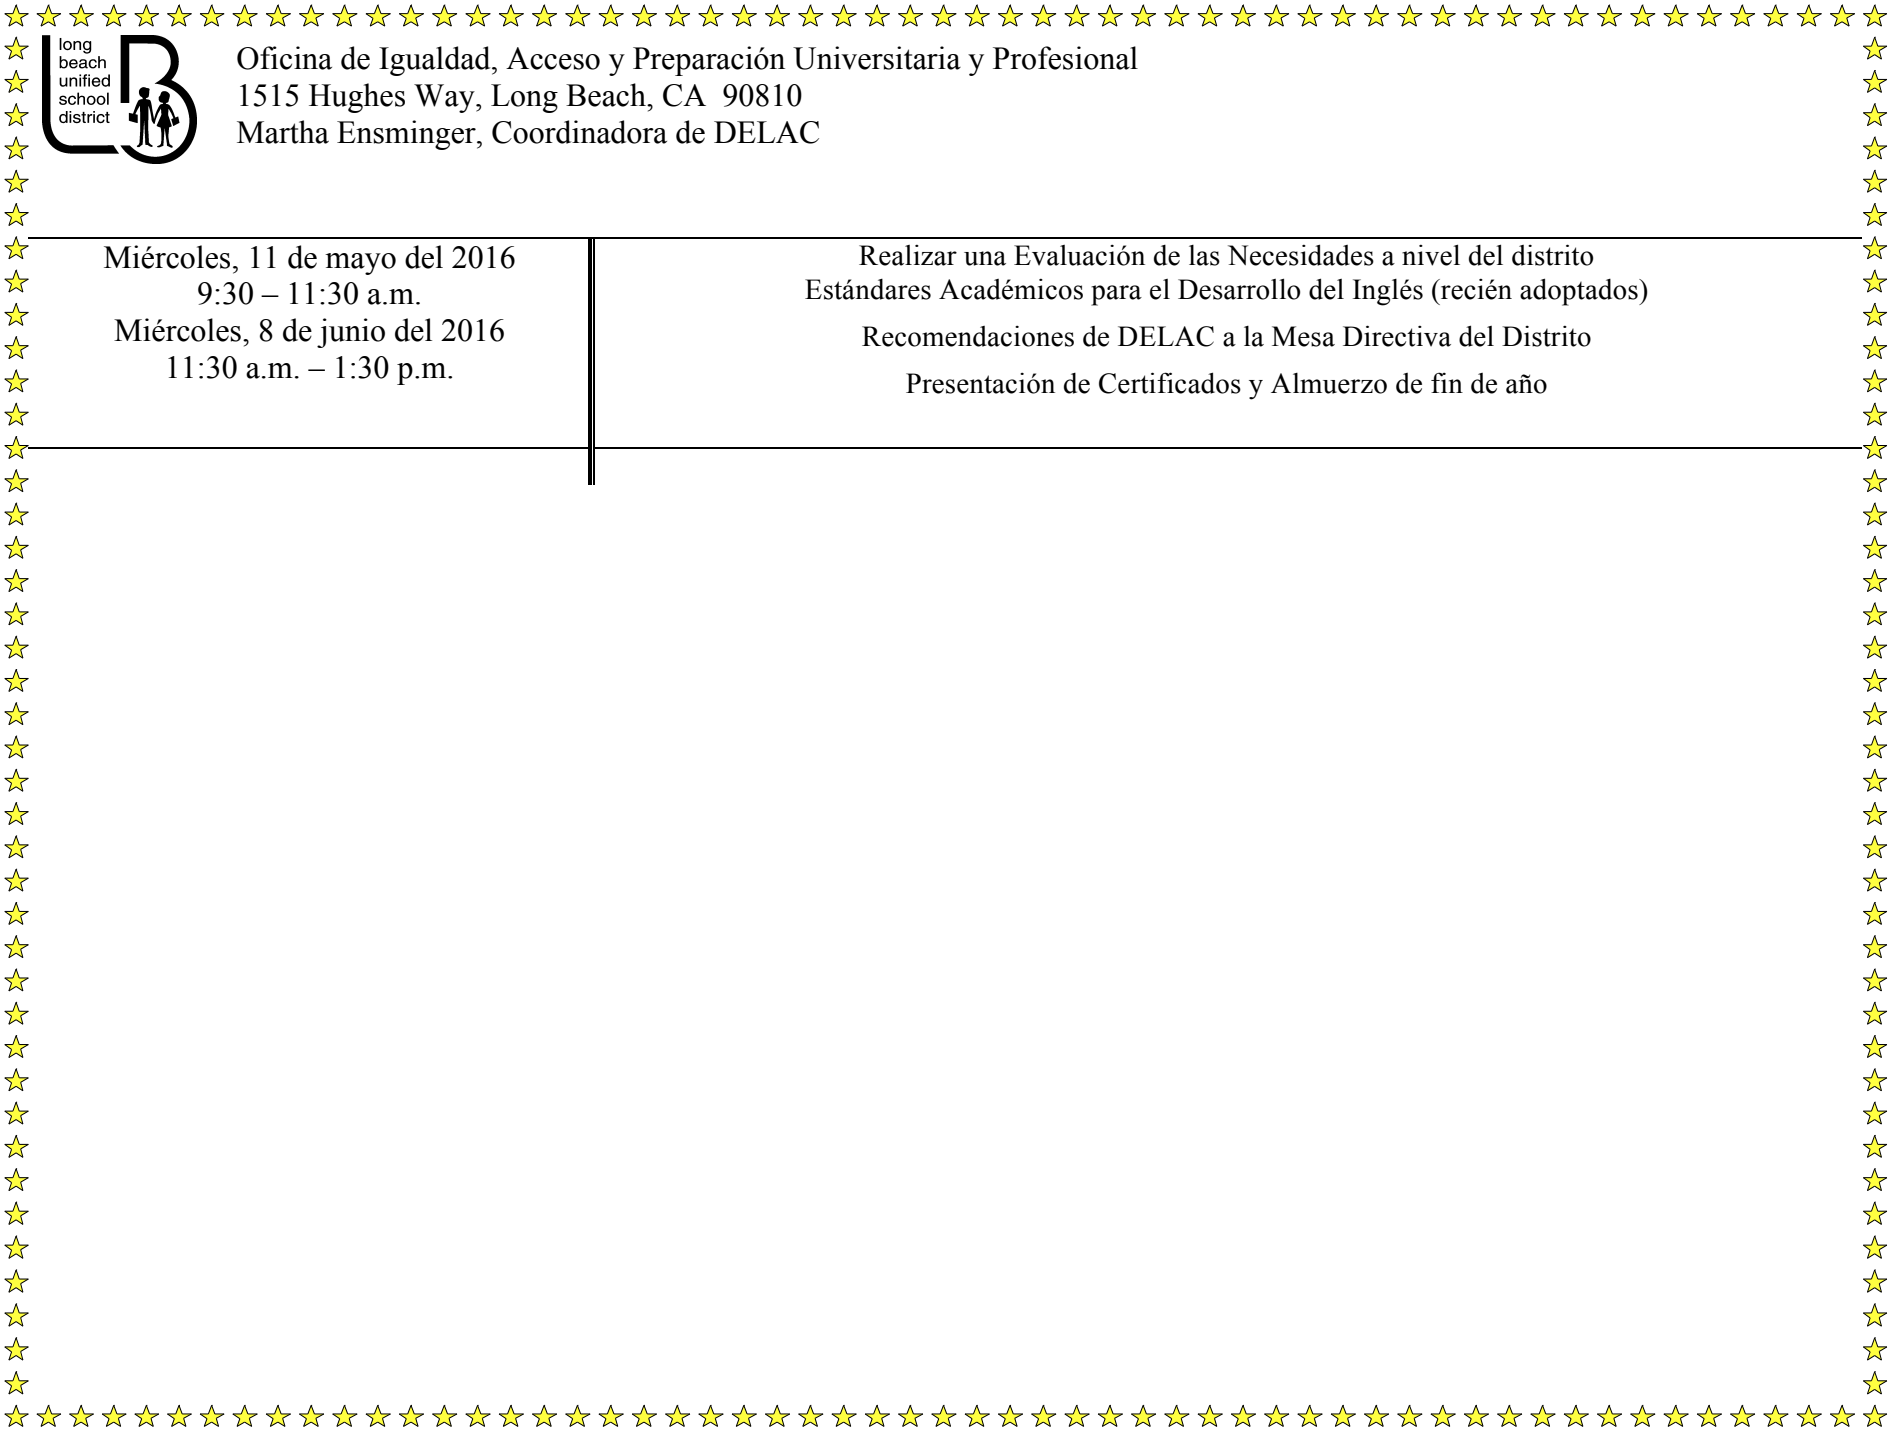 long
beach
unified
school
district
Oficina de Igualdad, Acceso y Preparación Universitaria y Profesional
1515 Hughes Way, Long Beach, CA  90810
Martha Ensminger, Coordinadora de DELAC
Miércoles, 11 de mayo del 2016
9:30 – 11:30 a.m.
Miércoles, 8 de junio del 2016
11:30 a.m. – 1:30 p.m.
Realizar una Evaluación de las Necesidades a nivel del distrito
Estándares Académicos para el Desarrollo del Inglés (recién adoptados)
Recomendaciones de DELAC a la Mesa Directiva del Distrito
Presentación de Certificados y Almuerzo de fin de año